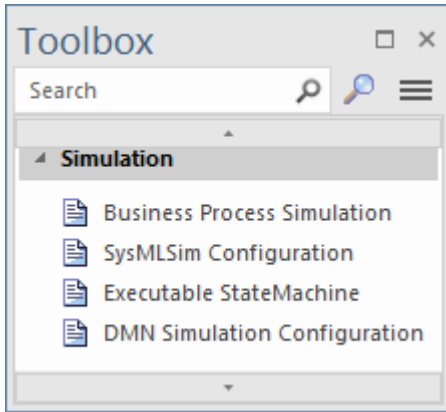 Toolbox
Search
Simulation
Business Process Simulation
SysMLSim Configuration
Executable StateMachine
DMN Simulation Configuration